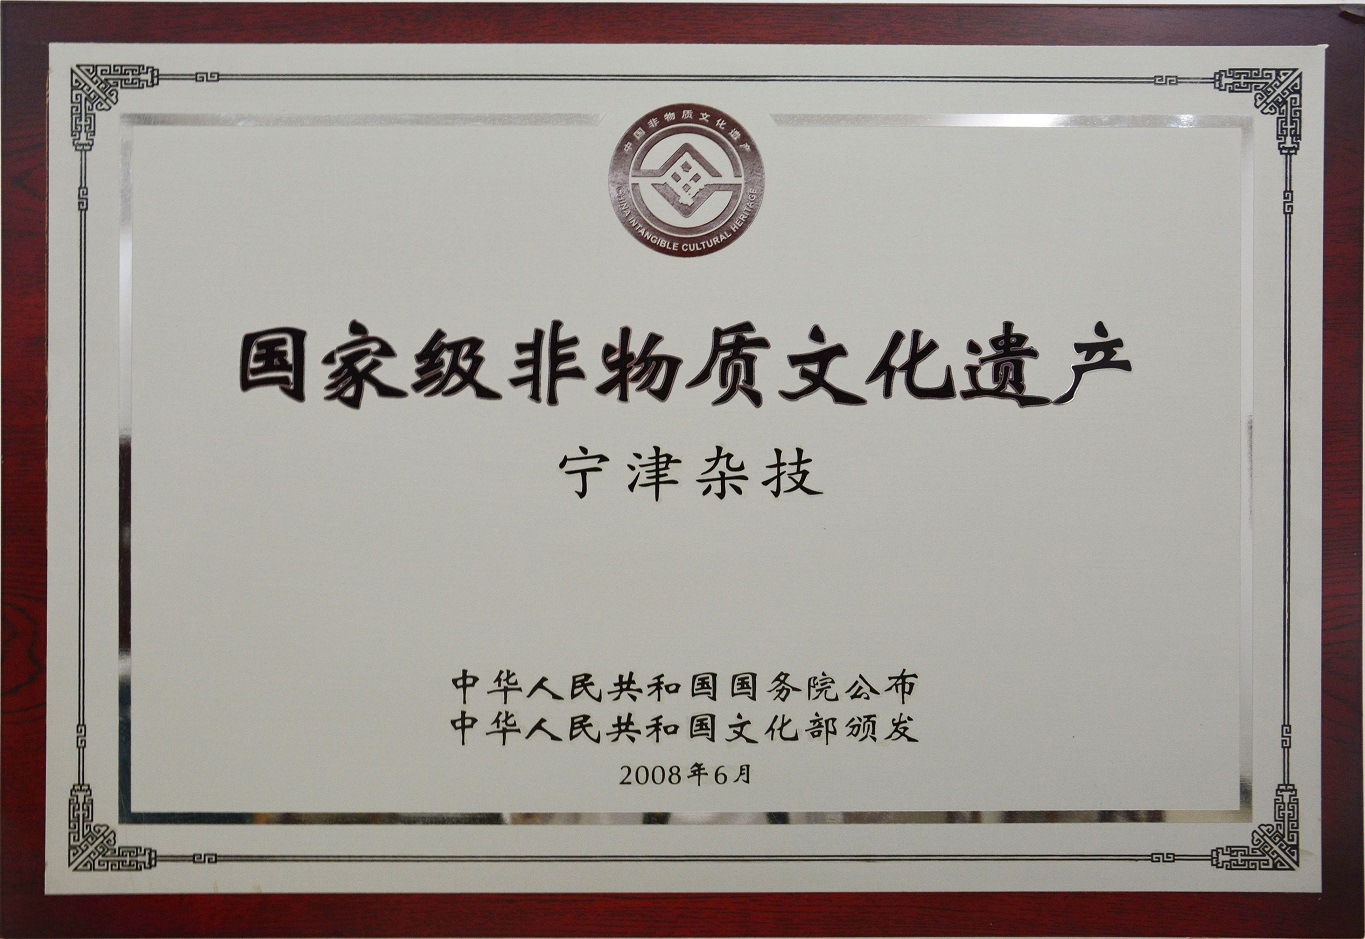 中国非物质文化遗产
CHINA INTANGIBLE CULTURAL HERITAGE
国家级非物质文化遗产
宁津杂技
中华人民共和国国务院公布
中华人民共和国文化部颁发
2008年6月